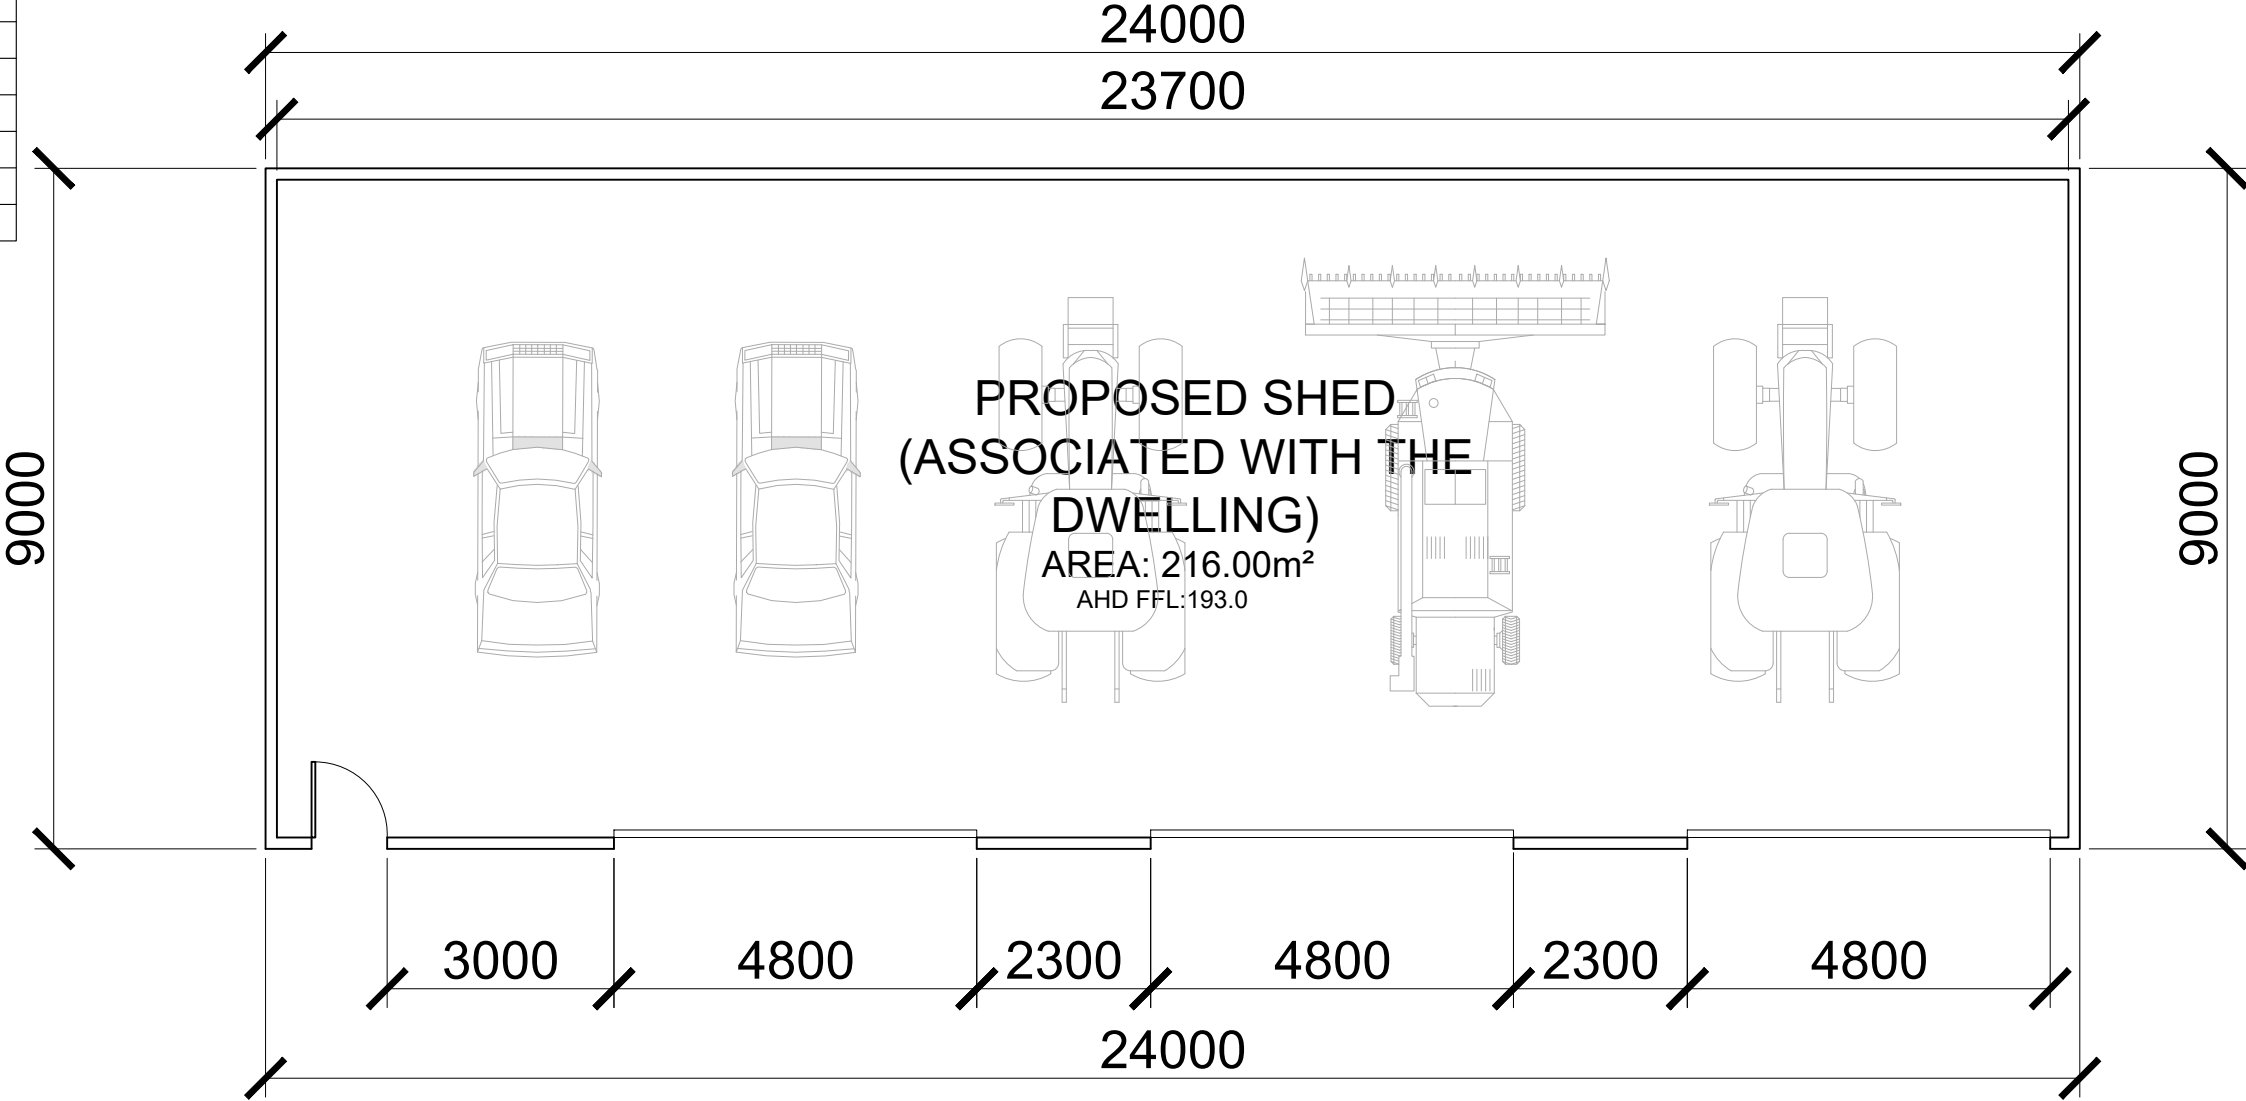 24000
23700
9000
9000
PROPOSED SHED
(ASSOCIATED WITH THE
DWELLING)
AREA: 216.00m²
AHD FFL:193.0
3000
4800
2300
4800
2300
4800
24000